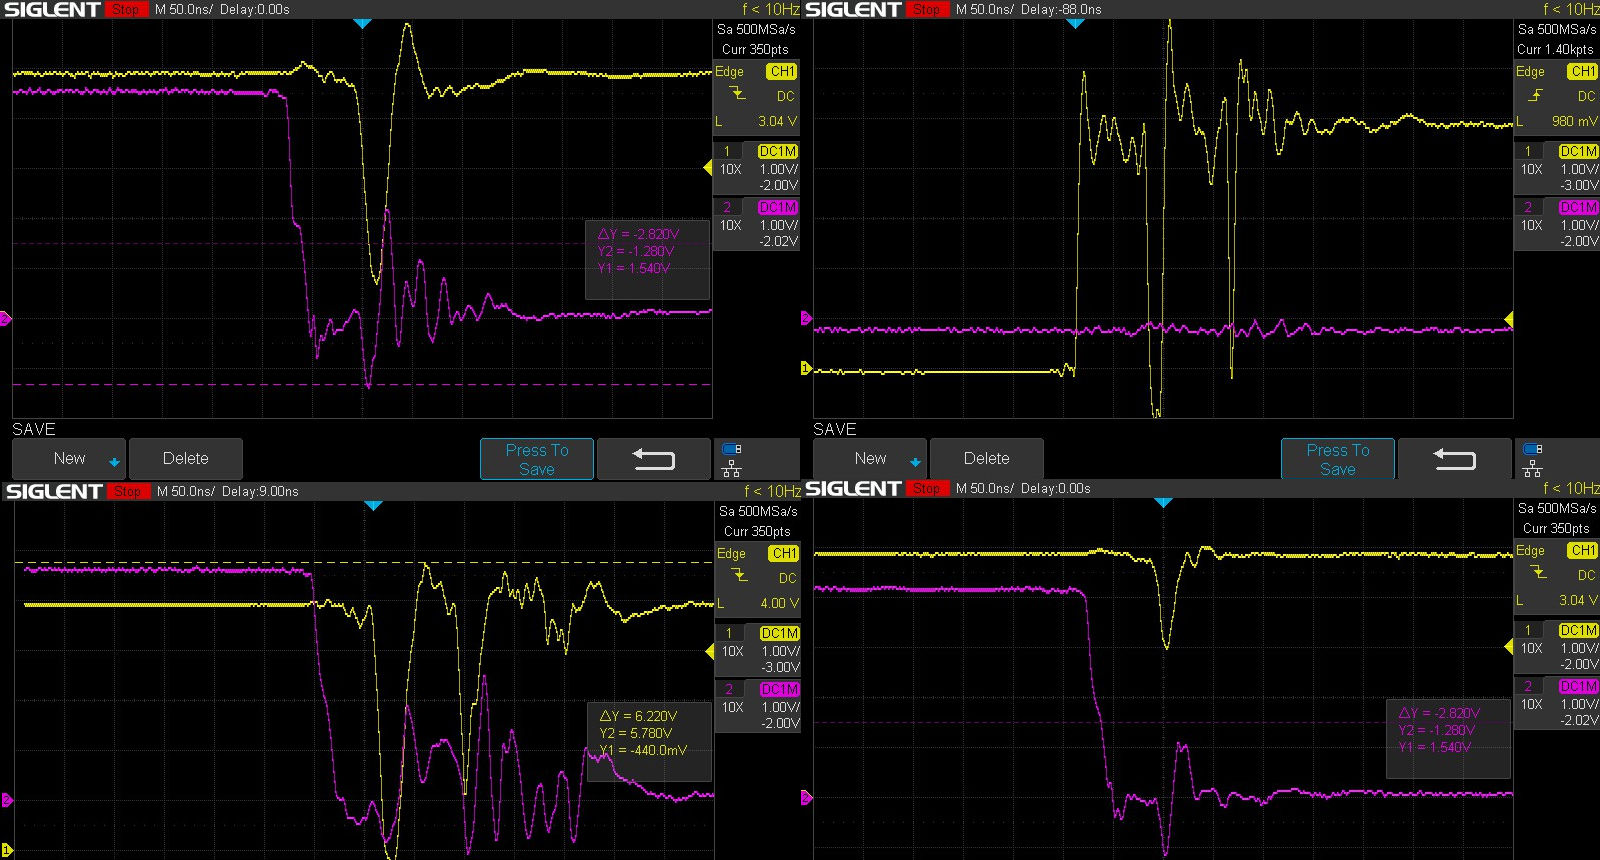 SIGLENT Stop M 50.0ns/ Delay:0.00s f < 10Hz
Sa 500MSa/s
Curr 350pts
Edge CH1
DC
L 3.04 V
1 DC1M
10X 1.00V/
-2.00V
2 DC1M
10X 1.00V/
-2.02V
ΔY = -2.820V
Y2 = -1.280V
Y1 = 1.540V
2
SAVE
New Delete Press To Save
SIGLENT Stop M 50.0ns/ Delay:-88.0ns f < 10Hz
Sa 500MSa/s
Curr 1.40kpts
Edge CH1
DC
L 980 mV
1 DC1M
10X 1.00V/
-3.00V
2 DC1M
10X 1.00V/
-2.00V
2
1
SAVE
New Delete Press To Save
SIGLENT Stop M 50.0ns/ Delay:9.00ns f < 10Hz
Sa 500MSa/s
Curr 350pts
Edge CH1
DC
L 4.00 V
1 DC1M
10X 1.00V/
-3.00V
2 DC1M
10X 1.00V/
-2.00V
ΔY = 6.220V
Y2 = 5.780V
Y1 = -440.0mV
2
1
SIGLENT Stop M 50.0ns/ Delay:0.00s f < 10Hz
Sa 500MSa/s
Curr 350pts
Edge CH1
DC
L 3.04 V
1 DC1M
10X 1.00V/
-2.00V
2 DC1M
10X 1.00V/
-2.02V
ΔY = -2.820V
Y2 = -1.280V
Y1 = 1.540V
2